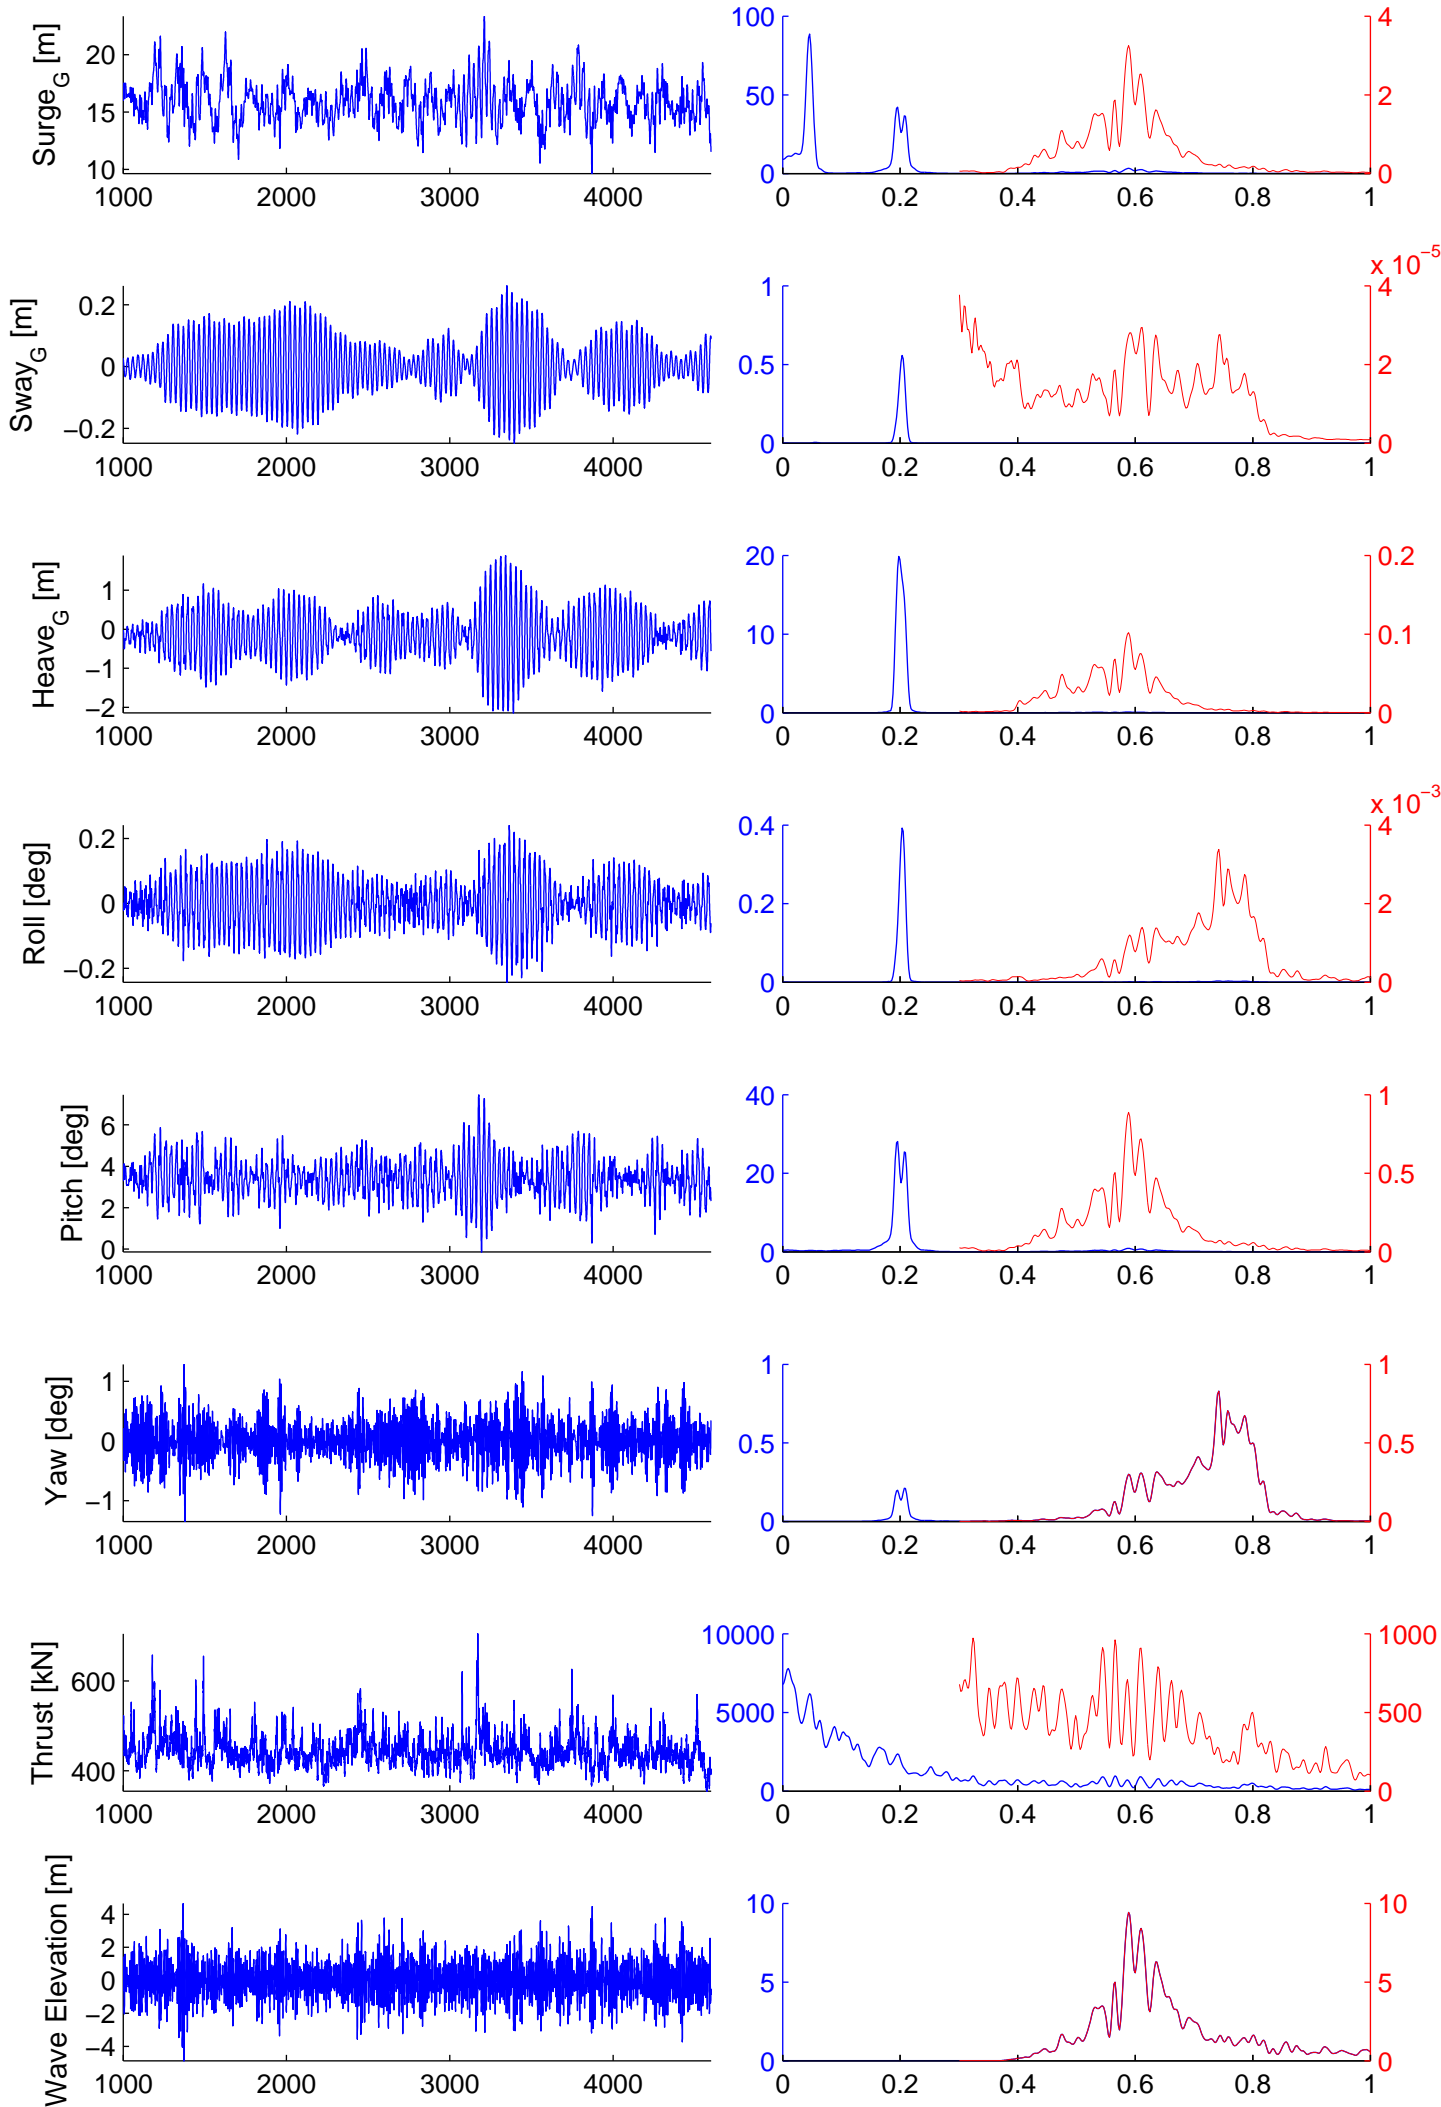 Surge_G [m]
20
15
10
1000 2000 3000 4000
100
50
0
4
2
0
0 0.2 0.4 0.6 0.8 1
Sway_G [m]
0.2
0
−0.2
1000 2000 3000 4000
1
0.5
0
x 10^−5
4
2
0
0 0.2 0.4 0.6 0.8 1
Heave_G [m]
1
0
−1
−2
1000 2000 3000 4000
20
10
0
0.2
0.1
0
0 0.2 0.4 0.6 0.8 1
Roll [deg]
0.2
0
−0.2
1000 2000 3000 4000
0.4
0.2
0
x 10^−3
4
2
0
0 0.2 0.4 0.6 0.8 1
Pitch [deg]
6
4
2
0
1000 2000 3000 4000
40
20
0
1
0.5
0
0 0.2 0.4 0.6 0.8 1
Yaw [deg]
1
0
−1
1000 2000 3000 4000
1
0.5
0
1
0.5
0
0 0.2 0.4 0.6 0.8 1
Thrust [kN]
600
400
1000 2000 3000 4000
10000
5000
0
1000
500
0
0 0.2 0.4 0.6 0.8 1
Wave Elevation [m]
4
2
0
−2
−4
1000 2000 3000 4000
10
5
0
10
5
0
0 0.2 0.4 0.6 0.8 1